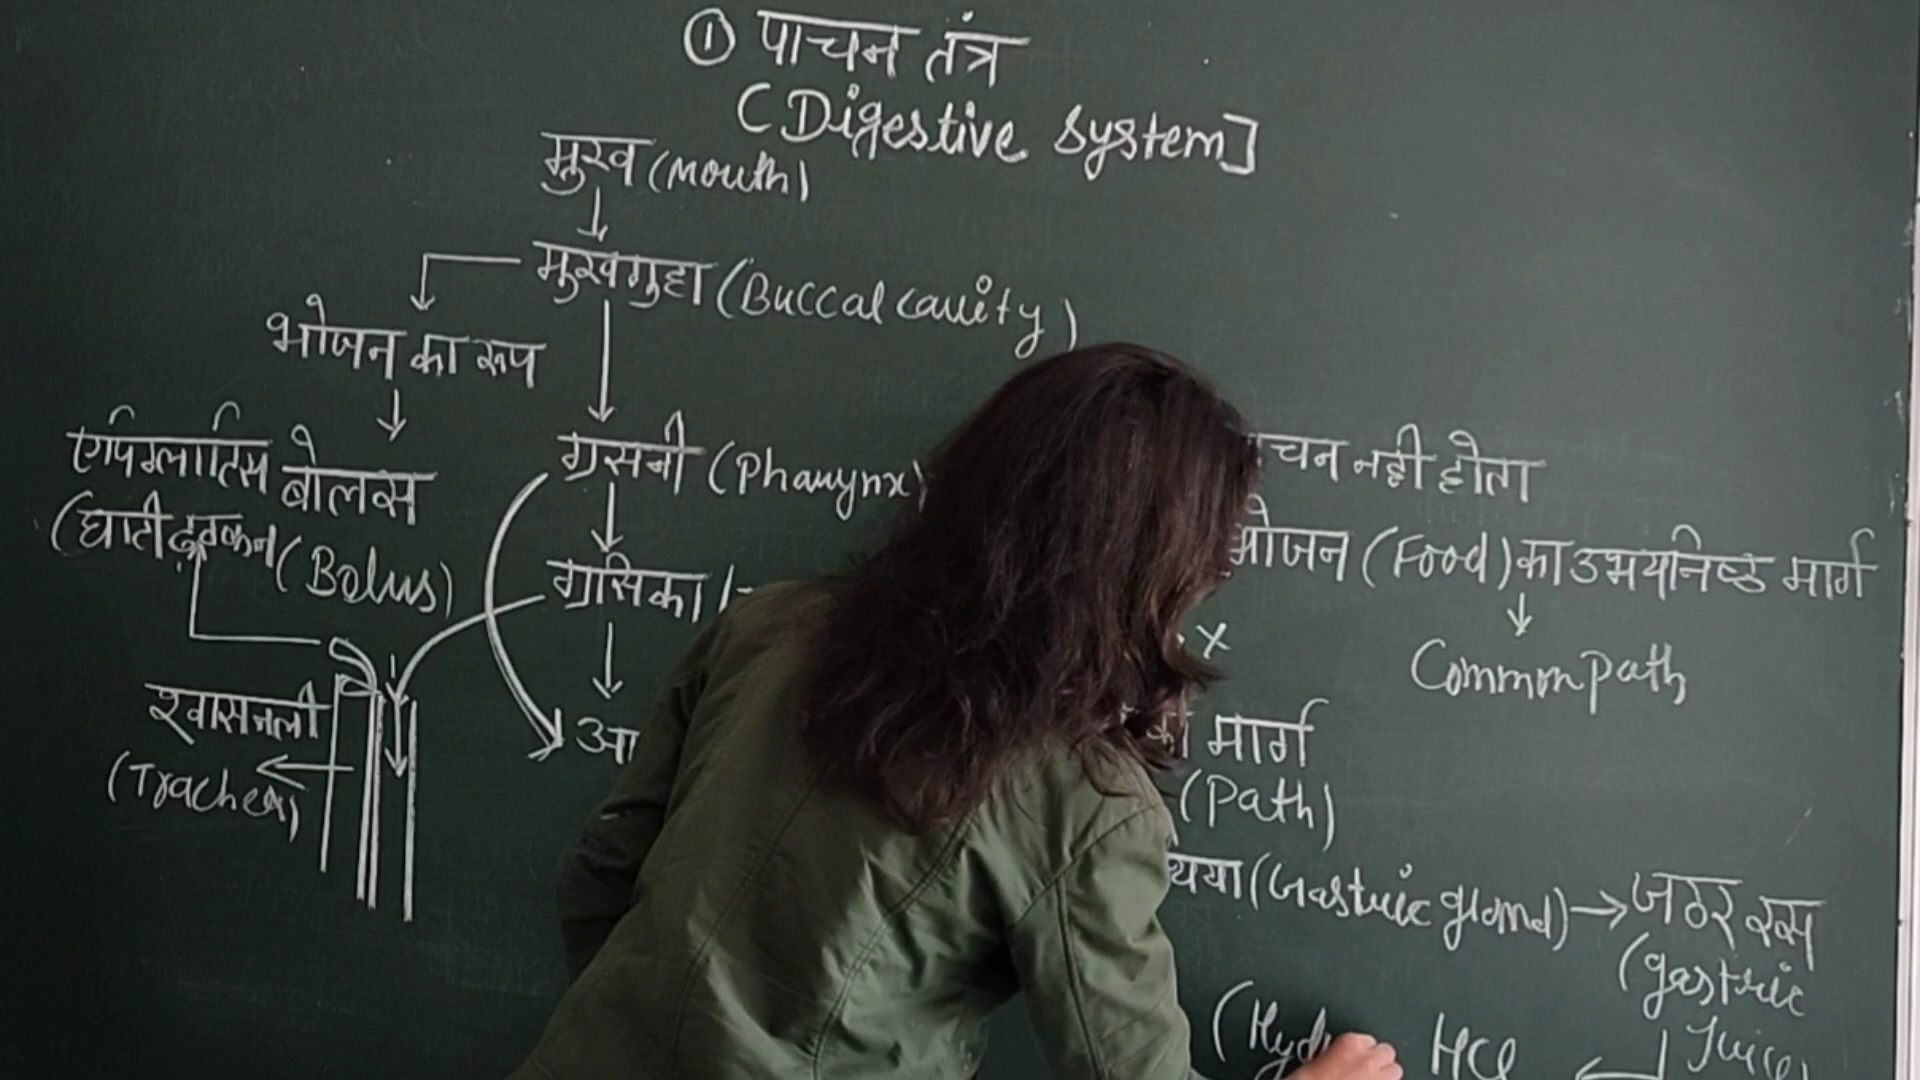 ① पाचन तंत्र
(Digestive system]
मुख (Mouth)
मुखगुहा (Buccal cavity)
भोजन का रूप
एपिग्लाटिस
बोलस
(घाटी ढक्कन
(Bolus)
ग्रसनी (Pharynx)
चन नही होता
ग्रसिका
भोजन (Food) का उभयनिष्ठ मार्ग
x
Common path
श्वासनली
(Trachea)
आ
का मार्ग
(Path)
थिया (Gastric gland) → जठर रस
(gastric
Juice)
HCl
(Hyd